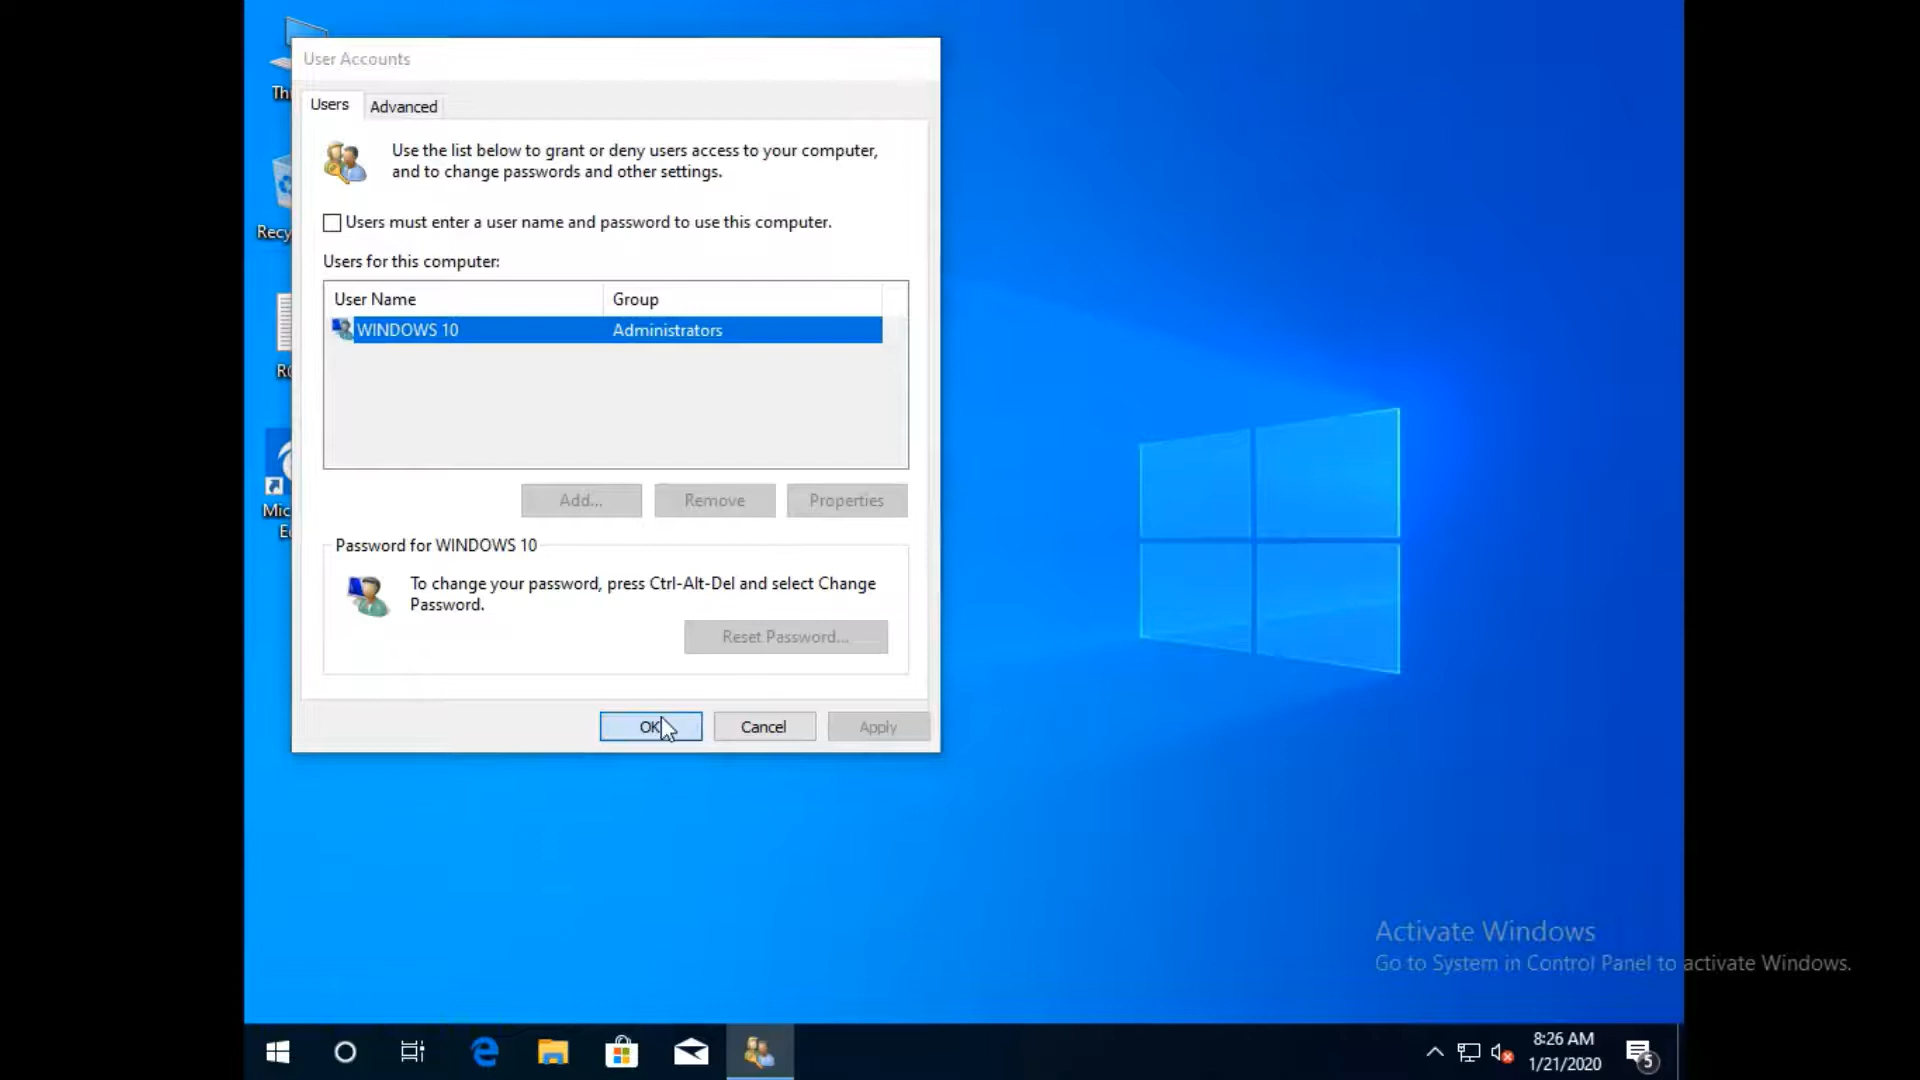 User Accounts
Users
Advanced
Use the list below to grant or deny users access to your computer,
and to change passwords and other settings.
Users must enter a user name and password to use this computer.
Users for this computer:
User Name
Group
WINDOWS 10
Administrators
Add...
Remove
Properties
Password for WINDOWS 10
To change your password, press Ctrl-Alt-Del and select Change
Password.
Reset Password...
OK
Cancel
Apply
Activate Windows
Go to System in Control Panel to activate Windows.
8:26 AM
1/21/2020
5